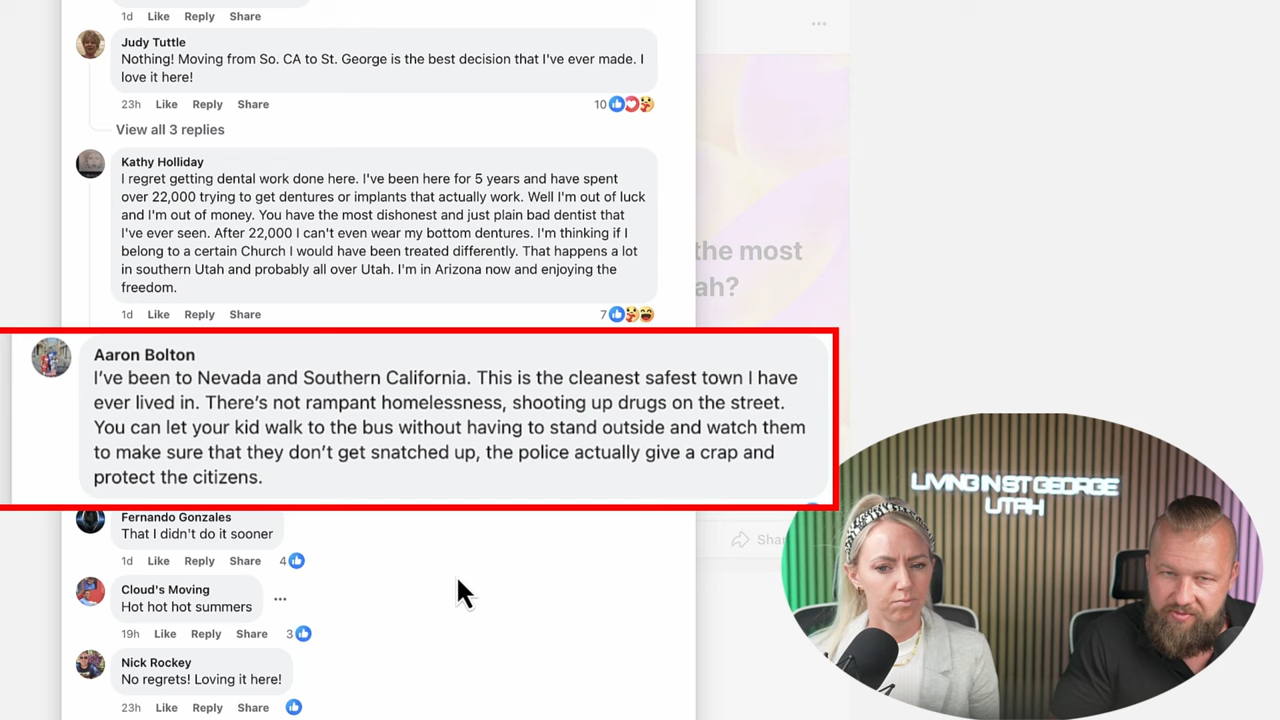 1d Like Reply Share
Judy Tuttle
Nothing! Moving from So. CA to St. George is the best decision that I've ever made. I
love it here!
23h Like Reply Share 10
View all 3 replies
Kathy Holliday
I regret getting dental work done here. I've been here for 5 years and have spent
over 22,000 trying to get dentures or implants that actually work. Well I'm out of luck
and I'm out of money. You have the most dishonest and just plain bad dentist that
I've ever seen. After 22,000 I can't even wear my bottom dentures. I'm thinking if I
belong to a certain Church I would have been treated differently. That happens a lot
in southern Utah and probably all over Utah. I'm in Arizona now and enjoying the
freedom.
1d Like Reply Share 7
the most
ah?
Aaron Bolton
I've been to Nevada and Southern California. This is the cleanest safest town I have
ever lived in. There's not rampant homelessness, shooting up drugs on the street.
You can let your kid walk to the bus without having to stand outside and watch them
to make sure that they don't get snatched up, the police actually give a crap and
protect the citizens.
Fernando Gonzales
That I didn't do it sooner
1d Like Reply Share 4
Shar
Cloud's Moving
Hot hot hot summers
19h Like Reply Share 3
Nick Rockey
No regrets! Loving it here!
23h Like Reply Share
LIVING IN ST GEORGE
UTAH